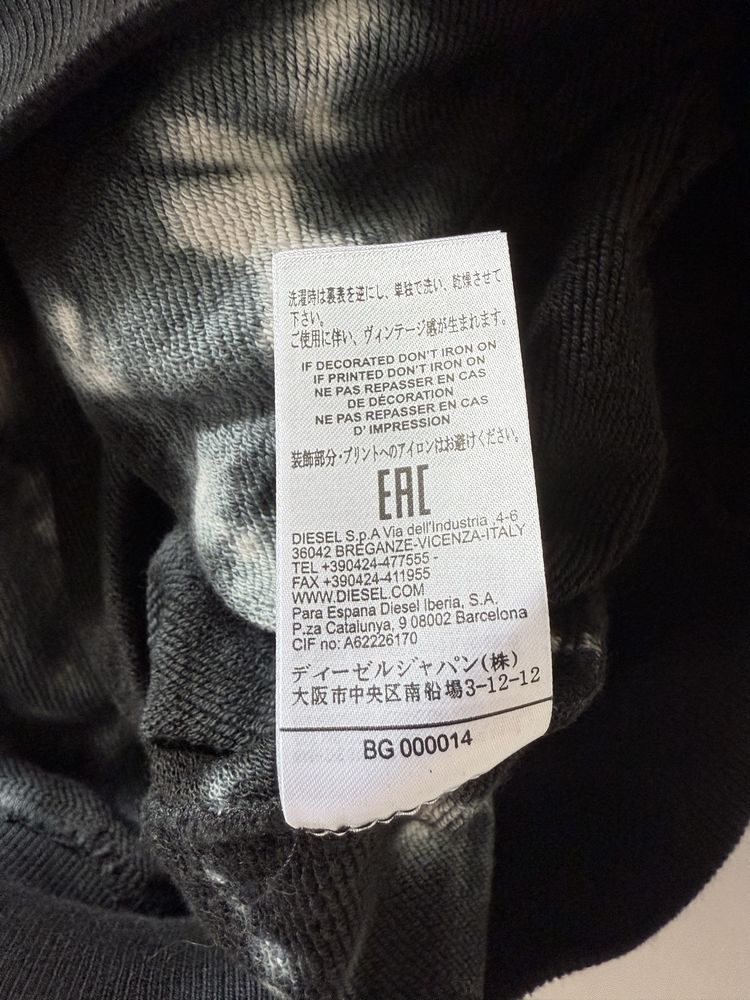 洗濯時は裏表を逆にし、単独で洗い、乾燥させて
下さい。
ご使用に伴い、ヴィンテージ感が生まれます。
IF DECORATED DON'T IRON ON
IF PRINTED DON'T IRON ON
NE PAS REPASSER EN CAS
DE DÉCORATION
NE PAS REPASSER EN CAS
D' IMPRESSION
装飾部分・プリントへのアイロンはお避けください。
EAC
DIESEL S.p.A Via dell'Industria ,4-6
36042 BREGANZE-VICENZA-ITALY
TEL +390424-477555 -
FAX +390424-411955
WWW.DIESEL.COM
Para Espana Diesel Iberia, S.A,
P.za Catalunya, 9 08002 Barcelona
CIF no: A62226170
ディーゼルジャパン(株)
大阪市中央区南船場3-12-12
BG 000014